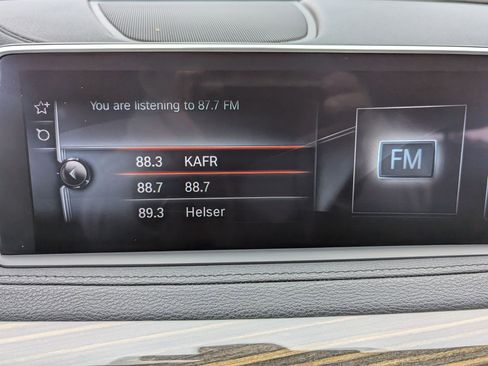 You are listening to 87.7 FM
88.3 KAFR
88.7 88.7
89.3 Helser
FM